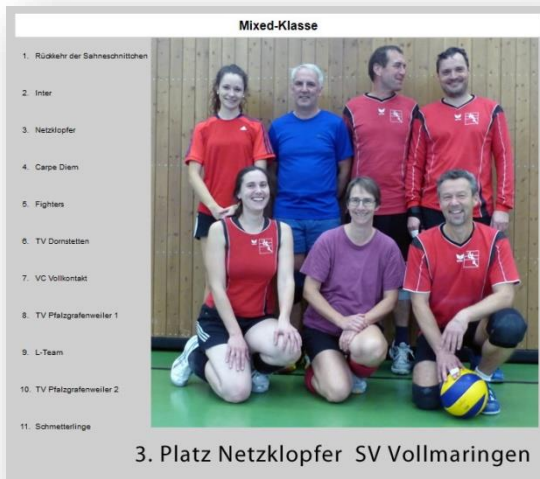 Mixed-Klasse
1. Rückkehr der Sahneschnittchen
2. Inter
3. Netzklopfer
4. Carpe Diem
5. Fighters
6. TV Dornstetten
7. VC Vollkontakt
8. TV Pfalzgrafenweiler 1
9. L-Team
10. TV Pfalzgrafenweiler 2
11. Schmetterlinge
3. Platz Netzklopfer SV Vollmaringen